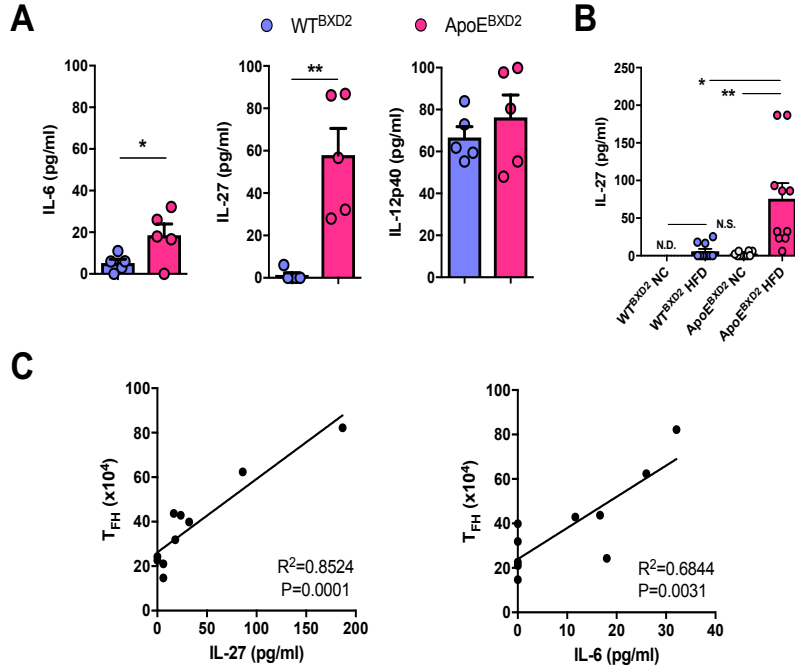 A
WT^BXD2
ApoE^BXD2
B
IL-6 (pg/ml)
100
80
60
40
20
0
*
IL-27 (pg/ml)
100
80
60
40
20
0
**
IL-12p40 (pg/ml)
100
80
60
40
20
0
IL-27 (pg/ml)
250
200
150
100
50
0
*
**
N.D.
N.S.
WT^BXD2 NC
WT^BXD2 HFD
ApoE^BXD2 NC
ApoE^BXD2 HFD
C
T_FH (x10^4)
100
80
60
40
20
0
R^2=0.8524
P=0.0001
0 50 100 150 200
IL-27 (pg/ml)
T_FH (x10^4)
100
80
60
40
20
0
R^2=0.6844
P=0.0031
0 10 20 30 40
IL-6 (pg/ml)